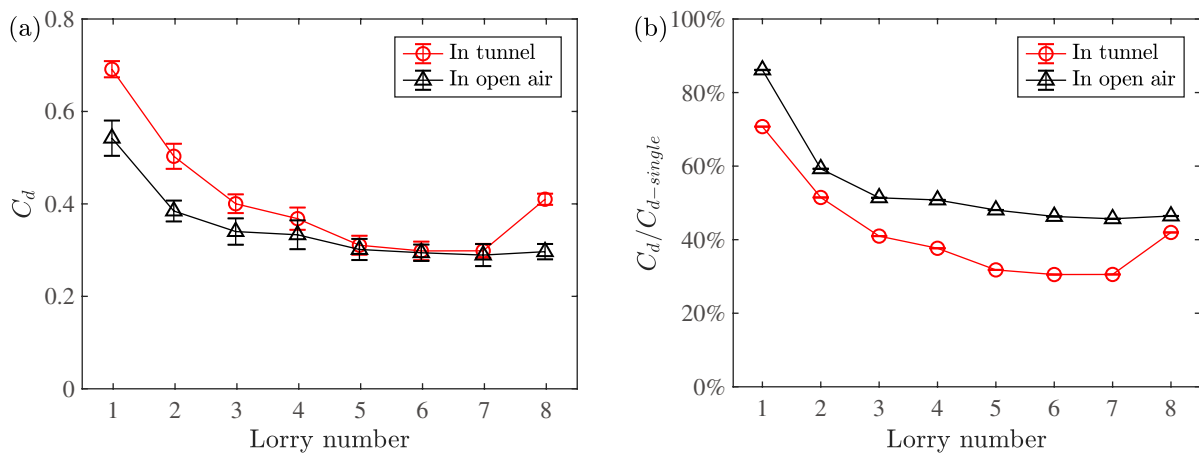 (a)
0.8
0.6
0.4
0.2
0
C_d
1 2 3 4 5 6 7 8
Lorry number
In tunnel
In open air
(b)
100%
80%
60%
40%
20%
0%
C_d/C_{d-single}
1 2 3 4 5 6 7 8
Lorry number
In tunnel
In open air